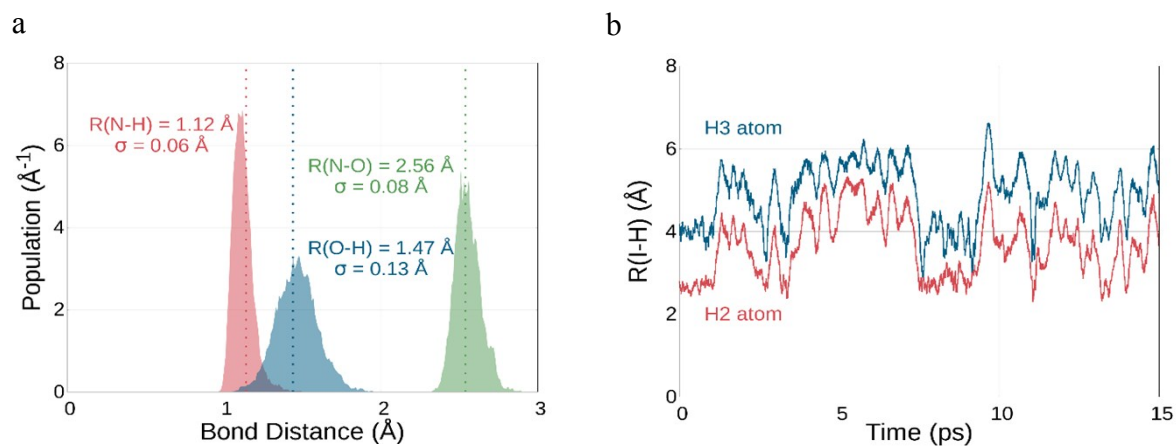 a
8
6
4
2
0
Population (Å⁻¹)
R(N-H) = 1.12 Å
σ = 0.06 Å
R(N-O) = 2.56 Å
σ = 0.08 Å
R(O-H) = 1.47 Å
σ = 0.13 Å
0 1 2 3
Bond Distance (Å)
b
8
6
4
2
0
R(I-H) (Å)
H3 atom
H2 atom
0 5 10 15
Time (ps)